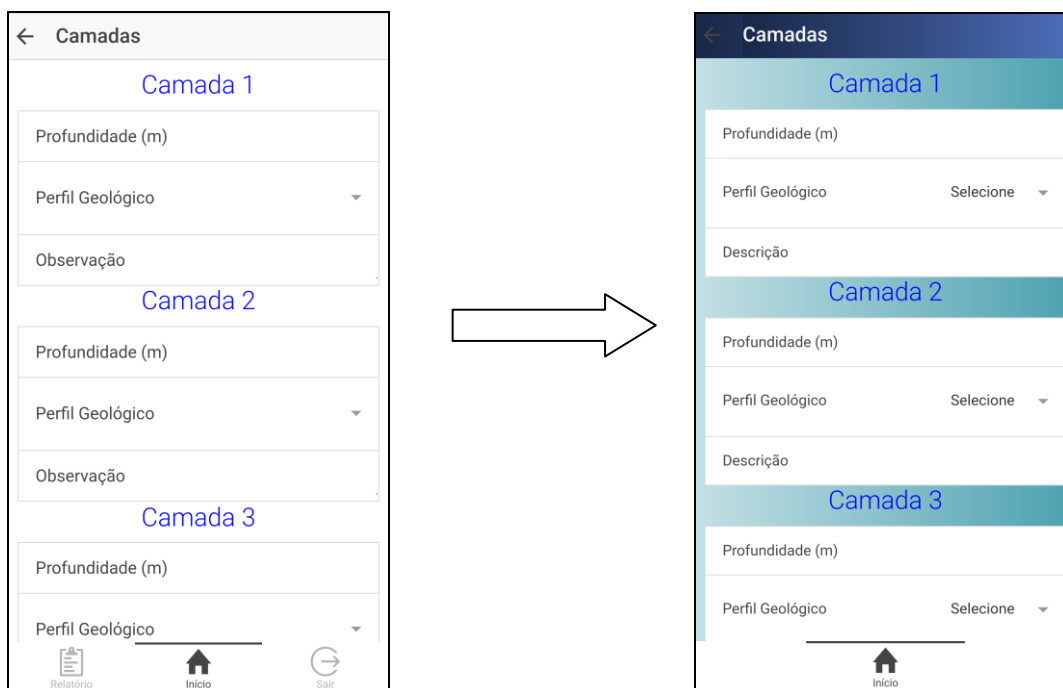 Camadas
Camada 1
Profundidade (m)
Perfil Geológico
Observação
Camada 2
Profundidade (m)
Perfil Geológico
Observação
Camada 3
Profundidade (m)
Perfil Geológico
Relatório Início Sair
Camadas
Camada 1
Profundidade (m)
Perfil Geológico Selecione
Descrição
Camada 2
Profundidade (m)
Perfil Geológico Selecione
Descrição
Camada 3
Profundidade (m)
Perfil Geológico Selecione
Início